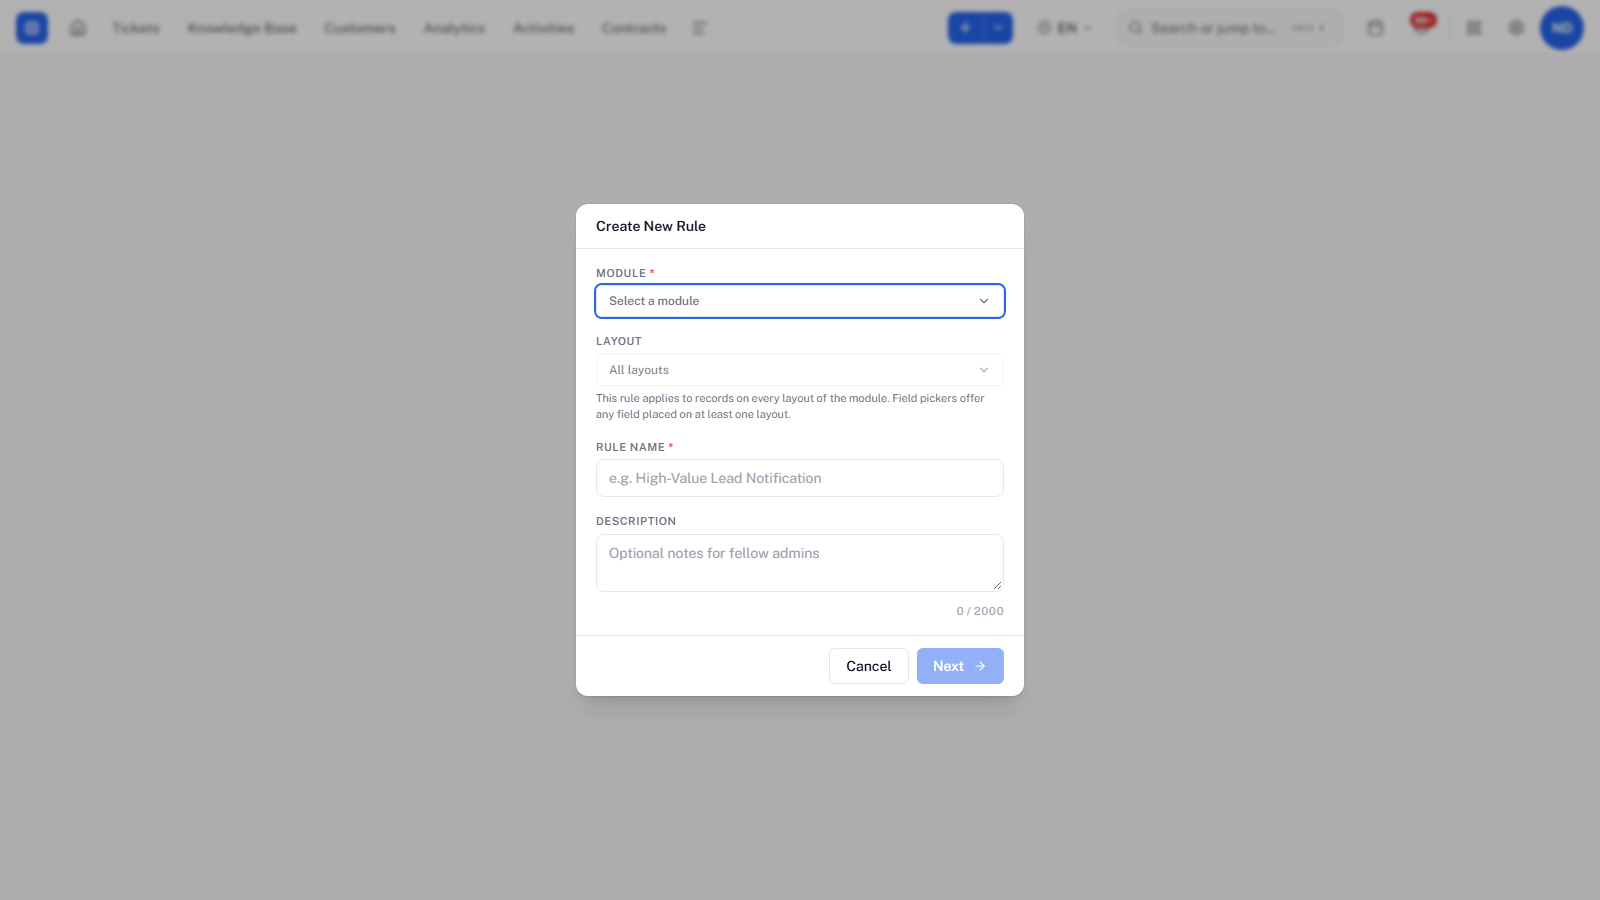 Tickets Knowledge Base Customers Analytics Activities Contracts EN Search or jump to... ND
Create New Rule
MODULE *
Select a module
LAYOUT
All layouts
This rule applies to records on every layout of the module. Field pickers offer
any field placed on at least one layout.
RULE NAME *
e.g. High-Value Lead Notification
DESCRIPTION
Optional notes for fellow admins
0 / 2000
Cancel Next